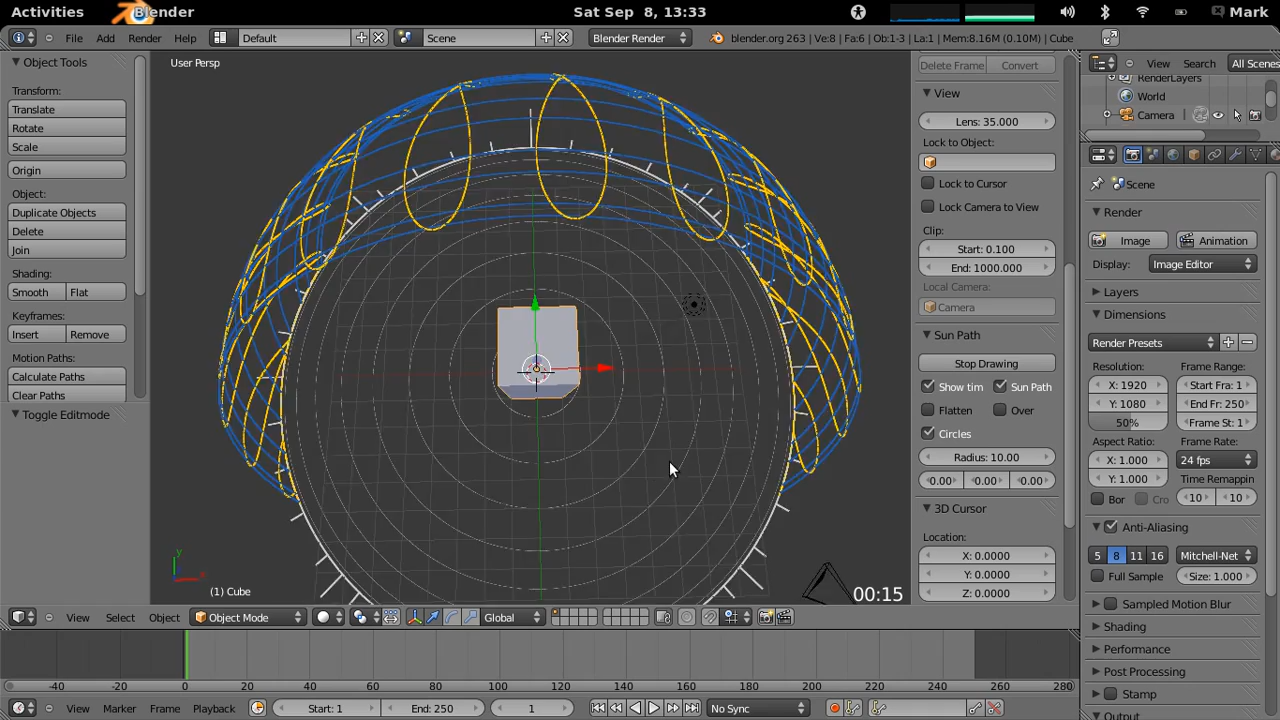 Activities Blender Sat Sep 8, 13:33 Mark
File Add Render Help Default Scene Blender Render blender.org 263 | Ve:8 | Fa:6 | Ob:1-3 | La:1 | Mem:8.16M (0.10M) | Cube
Object Tools
Transform:
Translate
Rotate
Scale
Origin
Object:
Duplicate Objects
Delete
Join
Shading:
Smooth Flat
Keyframes:
Insert Remove
Motion Paths:
Calculate Paths
Clear Paths
Toggle Editmode
User Persp
y
x
(1) Cube
00:15
Delete Frame Convert
View
Lens: 35.000
Lock to Object:
Lock to Cursor
Lock Camera to View
Clip:
Start: 0.100
End: 1000.000
Local Camera:
Camera
Sun Path
Stop Drawing
Show tim Sun Path
Flatten Over
Circles
Radius: 10.00
0.00 0.00 0.00
3D Cursor
Location:
X: 0.0000
Y: 0.0000
Z: 0.0000
View Search All Scenes
RenderLayers
World
Camera
Scene
Render
Image Animation
Display: Image Editor
Layers
Dimensions
Render Presets
Resolution: Frame Range:
X: 1920 Start Fra: 1
Y: 1080 End Fr: 250
50% Frame St: 1
Aspect Ratio: Frame Rate:
X: 1.000 24 fps
Y: 1.000 Time Remappin
Bor Cro 10 10
Anti-Aliasing
5 8 11 16 Mitchell-Net
Full Sample Size: 1.000
Sampled Motion Blur
Shading
Performance
Post Processing
Stamp
Output
View Select Object Object Mode Global
-40 -20 0 20 40 60 80 100 120 140 160 180 200 220 240 260 280
View Marker Frame Playback Start: 1 End: 250 1 No Sync